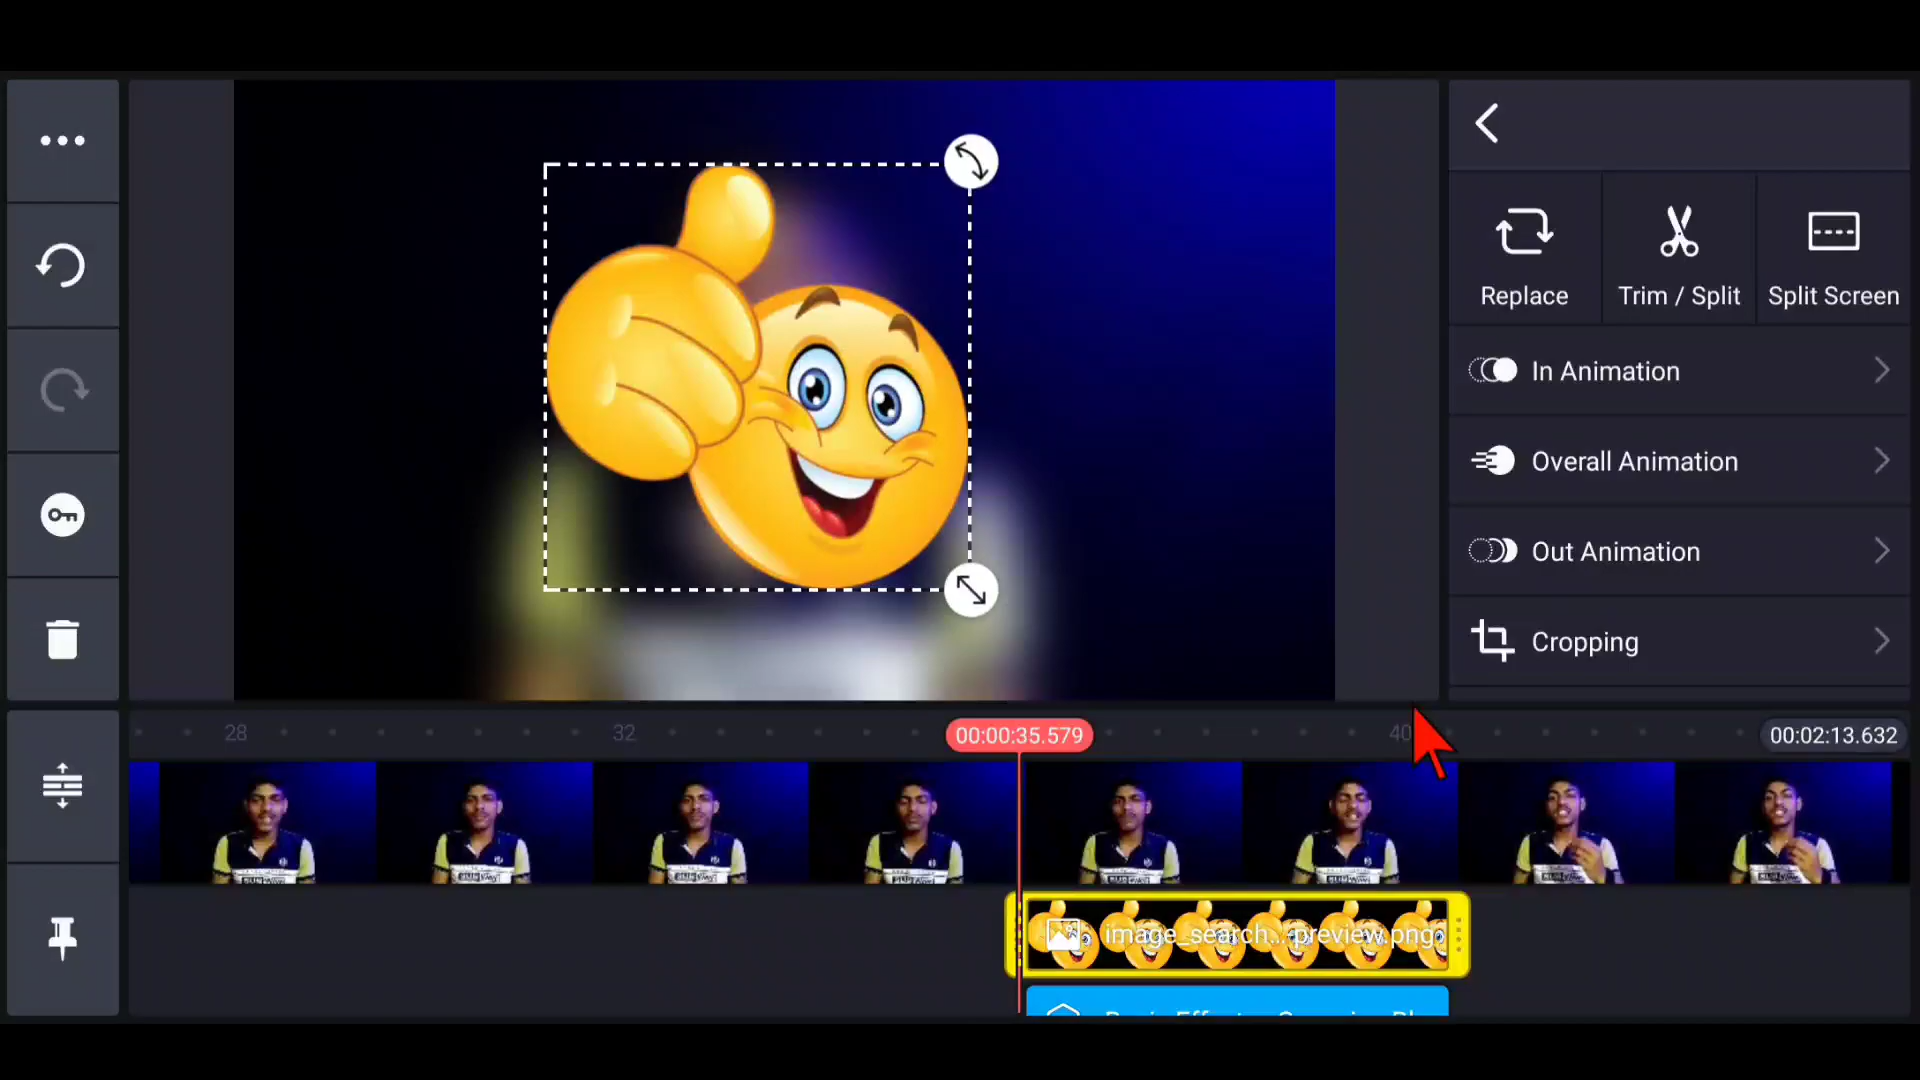 Replace
Trim / Split
Split Screen
In Animation
Overall Animation
Out Animation
Cropping
28
32
00:00:35.579
40
00:02:13.632
image_search...-preview.png